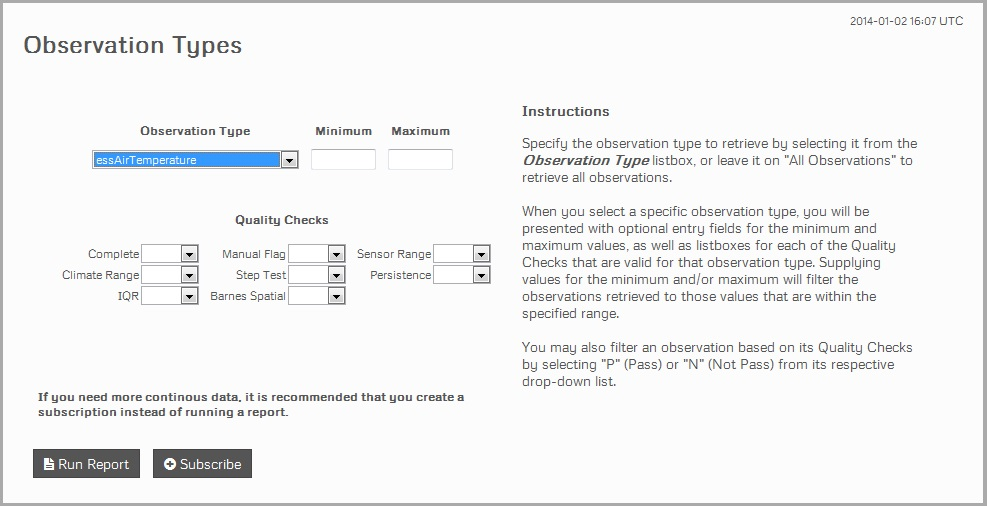 2014-01-02 16:07 UTC
Observation Types
Observation Type Minimum Maximum
essAirTemperature
Quality Checks
Complete Manual Flag Sensor Range
Climate Range Step Test Persistence
IQR Barnes Spatial
If you need more continous data, it is recommended that you create a
subscription instead of running a report.
Run Report Subscribe
Instructions
Specify the observation type to retrieve by selecting it from the
Observation Type listbox, or leave it on "All Observations" to
retrieve all observations.
When you select a specific observation type, you will be
presented with optional entry fields for the minimum and
maximum values, as well as listboxes for each of the Quality
Checks that are valid for that observation type. Supplying
values for the minimum and/or maximum will filter the
observations retrieved to those values that are within the
specified range.
You may also filter an observation based on its Quality Checks
by selecting "P" (Pass) or "N" (Not Pass) from its respective
drop-down list.